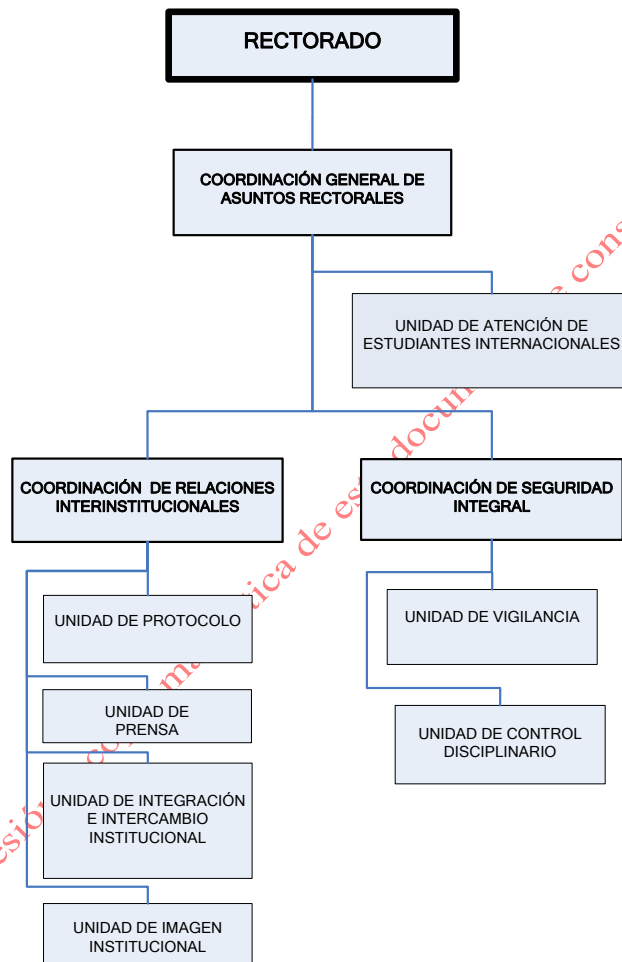 RECTORADO
COORDINACIÓN GENERAL DE
ASUNTOS RECTORALES
UNIDAD DE ATENCIÓN DE
ESTUDIANTES INTERNACIONALES
COORDINACIÓN DE RELACIONES
INTERINSTITUCIONALES
COORDINACIÓN DE SEGURIDAD
INTEGRAL
UNIDAD DE PROTOCOLO
UNIDAD DE VIGILANCIA
UNIDAD DE
PRENSA
UNIDAD DE CONTROL
DISCIPLINARIO
UNIDAD DE INTEGRACIÓN
E INTERCAMBIO
INSTITUCIONAL
UNIDAD DE IMAGEN
INSTITUCIONAL
de